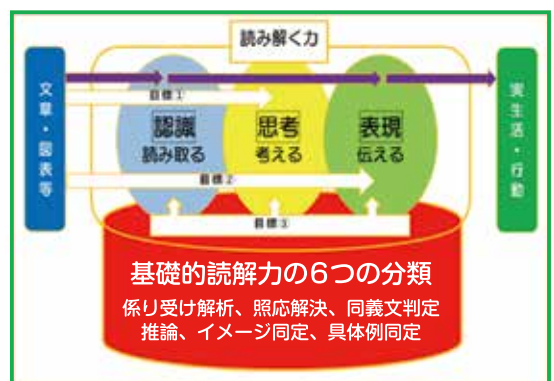 読み解く力
文章・図表等
実生活・行動
目標①
認識
読み取る
思考
考える
表現
伝える
目標②
目標③
基礎的読解力の6つの分類
係り受け解析、照応解決、同義文判定
推論、イメージ同定、具体例同定